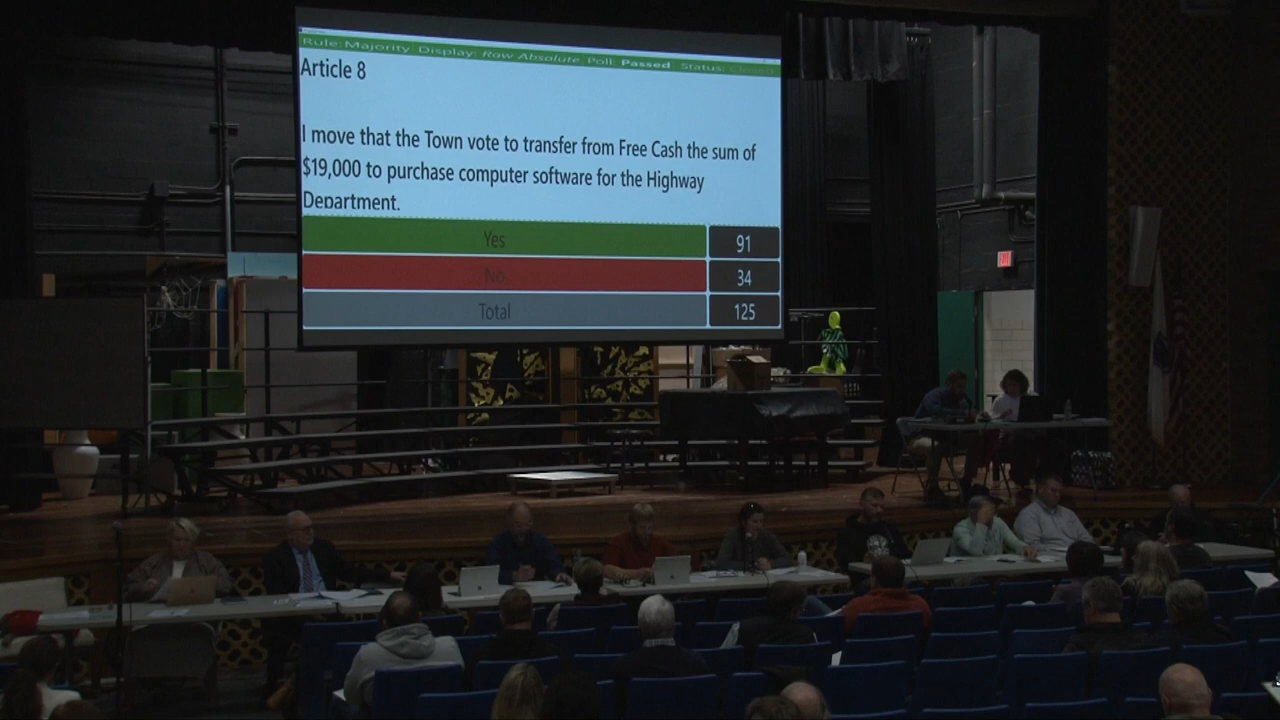 Rule: Majority Display: Raw Absolute Poll: Passed Status: Closed
Article 8
I move that the Town vote to transfer from Free Cash the sum of
$19,000 to purchase computer software for the Highway
Department.
Yes 91
No 34
Total 125
EXIT